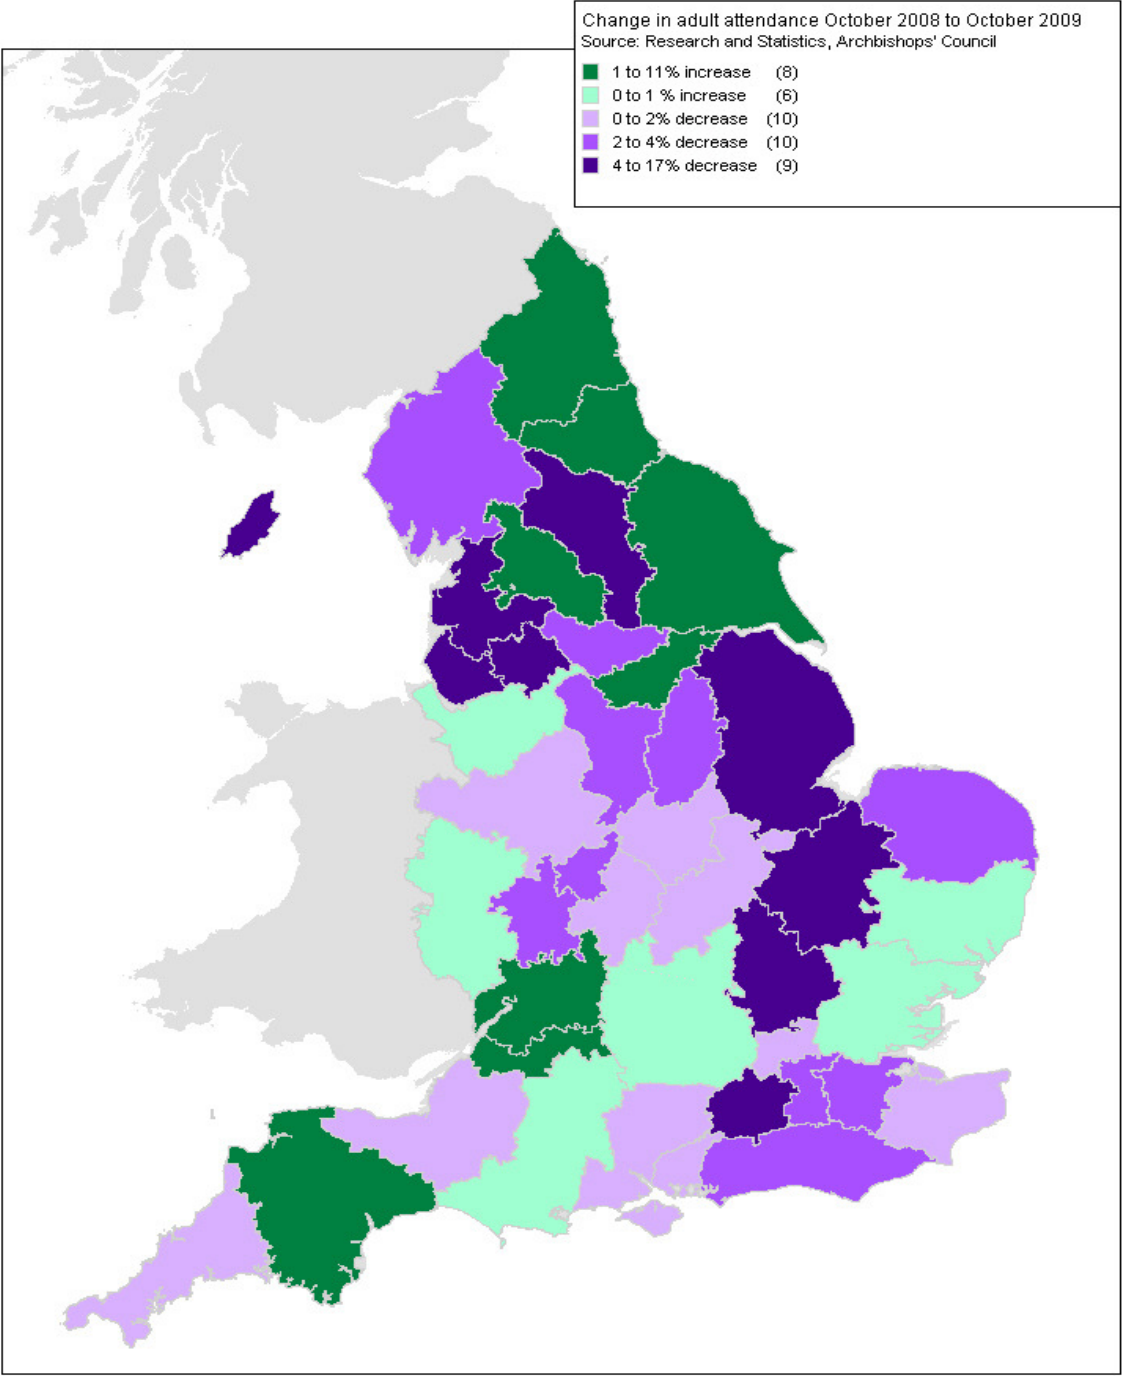 Change in adult attendance October 2008 to October 2009
Source: Research and Statistics, Archbishops' Council
1 to 11% increase (8)
0 to 1 % increase (6)
0 to 2% decrease (10)
2 to 4% decrease (10)
4 to 17% decrease (9)